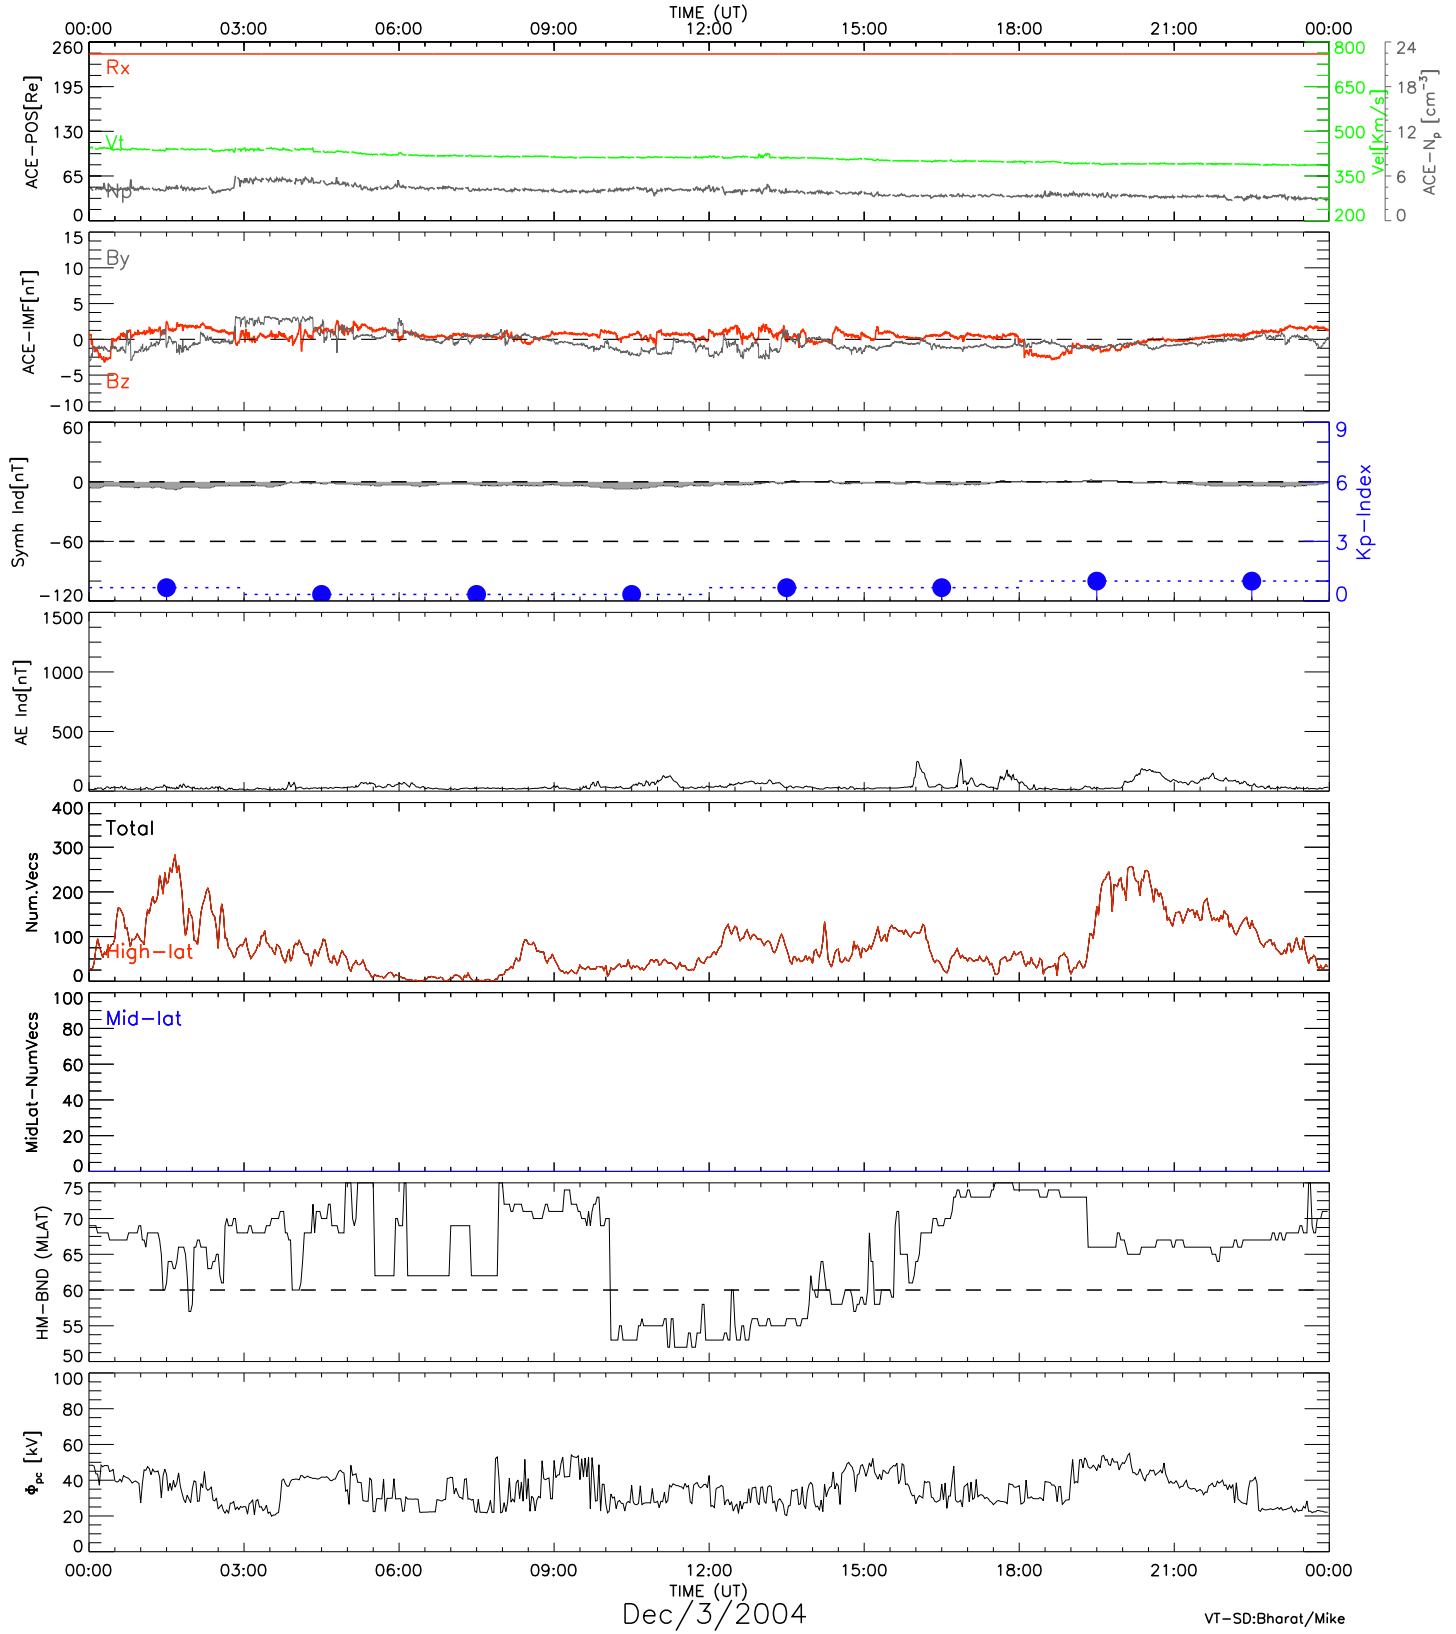 TIME (UT)
00:00 03:00 06:00 09:00 12:00 15:00 18:00 21:00 00:00
ACE-POS[Re]
260
195
130
65
0
Rx
Vt
Np
800
650
500
350
200
Vel[Km/s]
24
18
12
6
0
ACE-Np [cm-3]
ACE-IMF[nT]
15
10
5
0
-5
-10
By
Bz
Symh Ind[nT]
60
0
-60
-120
9
6
3
0
Kp-Index
AE Ind[nT]
1500
1000
500
0
Num.Vecs
400
300
200
100
0
Total
High-lat
MidLat-NumVecs
100
80
60
40
20
0
Mid-lat
HM-BND (MLAT)
75
70
65
60
55
50
Φpc [kV]
100
80
60
40
20
0
00:00 03:00 06:00 09:00 12:00 15:00 18:00 21:00 00:00
TIME (UT)
Dec/3/2004
VT-SD:Bharat/Mike